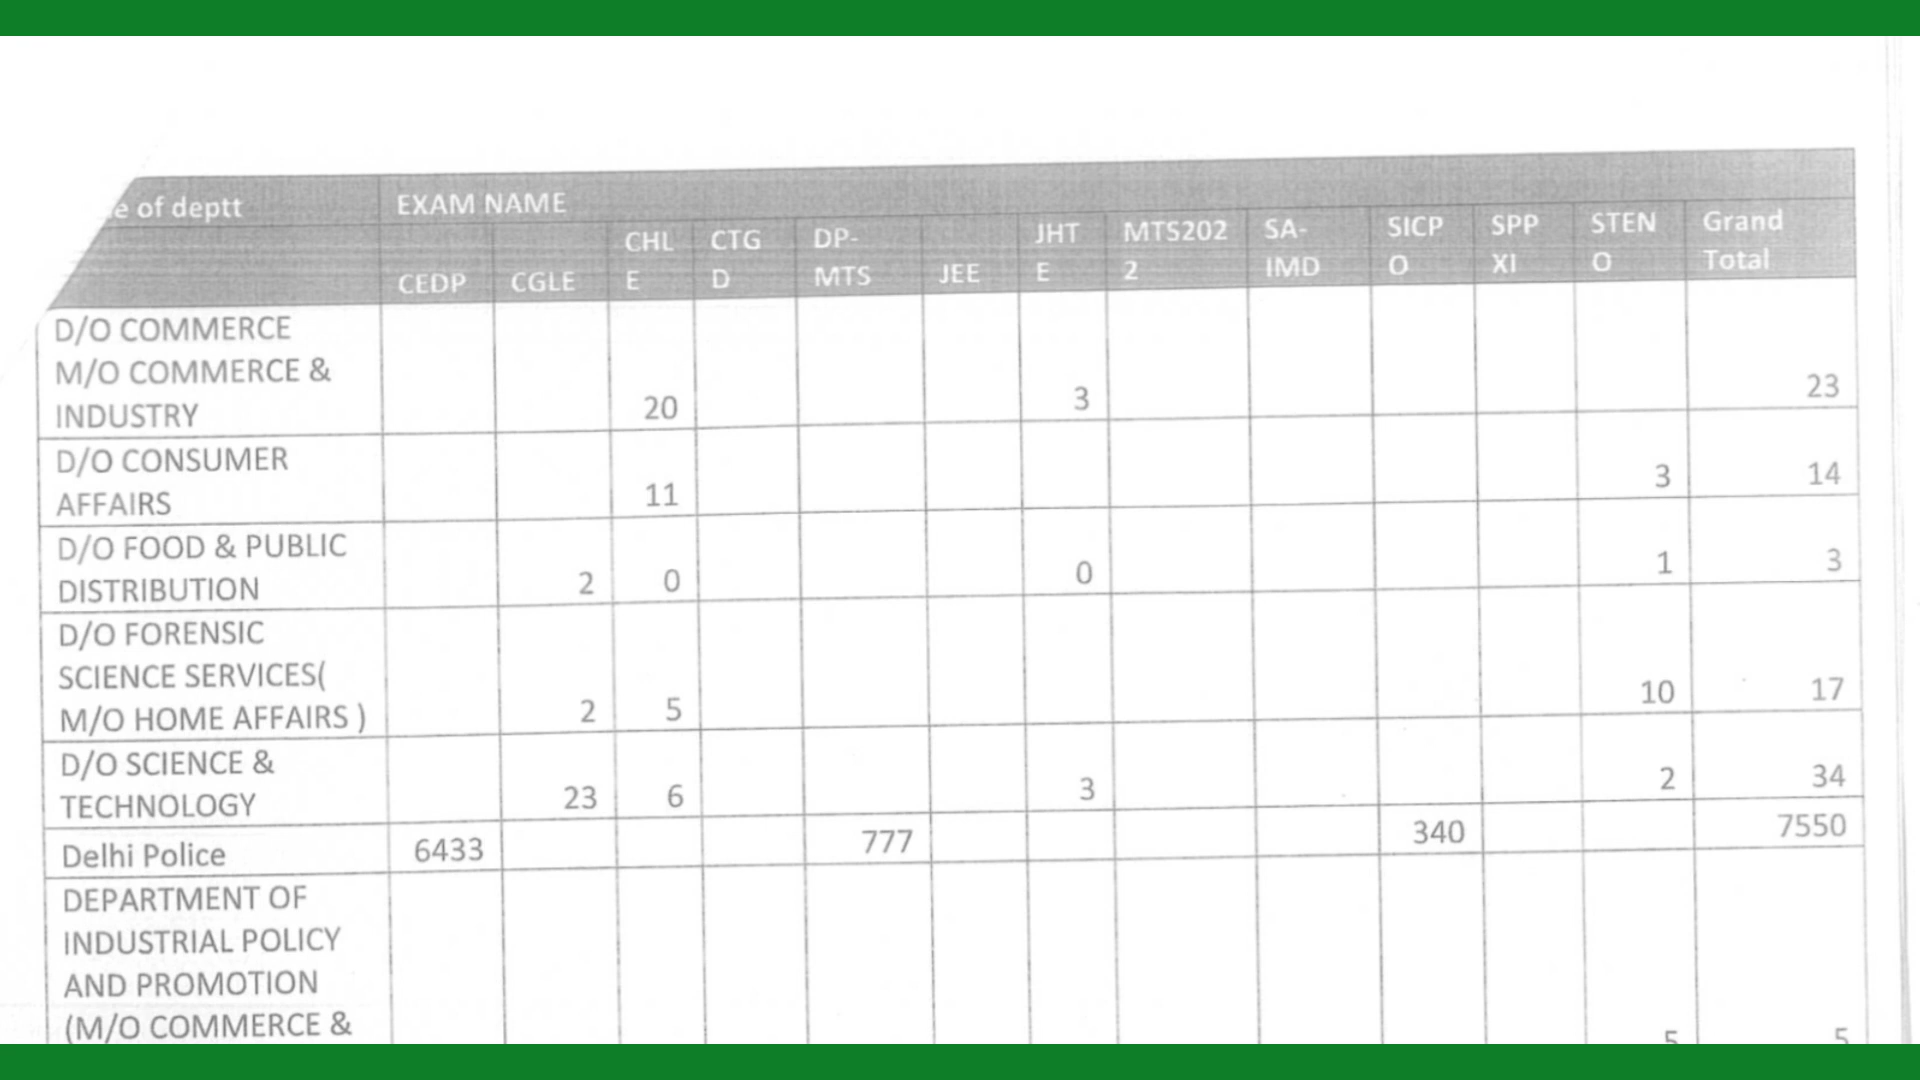 e of deptt EXAM NAME
CEDP CGLE CHL E CTG D DP- MTS JEE JHT E MTS202 2 SA- IMD SICP O SPP XI STEN O Grand Total
D/O COMMERCE
M/O COMMERCE &
INDUSTRY 20 3 23
D/O CONSUMER
AFFAIRS 11 3 14
D/O FOOD & PUBLIC
DISTRIBUTION 2 0 0 1 3
D/O FORENSIC
SCIENCE SERVICES(
M/O HOME AFFAIRS ) 2 5 10 17
D/O SCIENCE &
TECHNOLOGY 23 6 3 2 34
Delhi Police 6433 777 340 7550
DEPARTMENT OF
INDUSTRIAL POLICY
AND PROMOTION
(M/O COMMERCE & 5 5